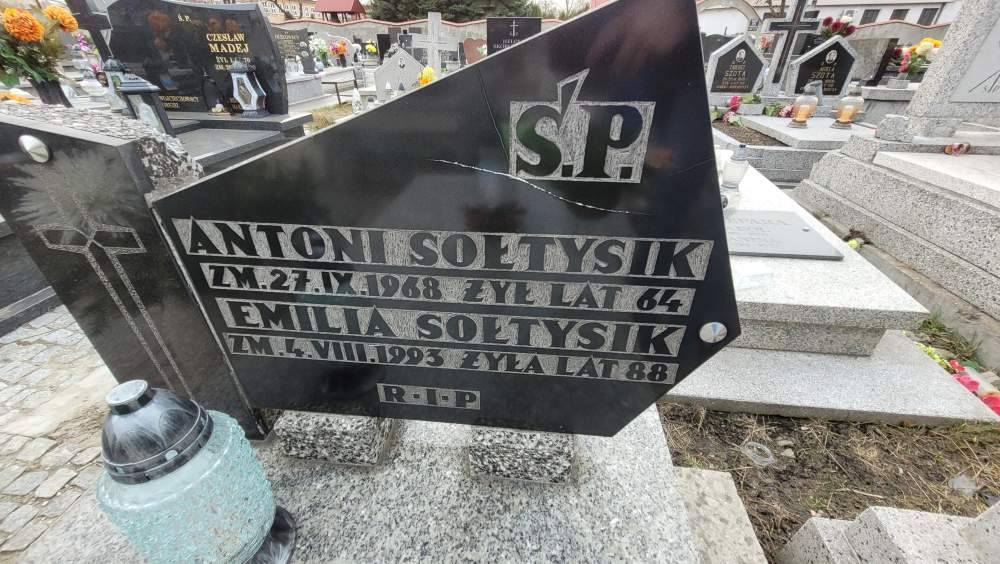 Ś.P.
ANTONI SOŁTYSIK
ZM. 27.IX.1968 ŻYŁ LAT 64
EMILIA SOŁTYSIK
ZM. 4.VIII.1993 ŻYŁA LAT 88
R·I·P
Ś.P.
CZESŁAW
MADEJ
SZOTA
SZOTA